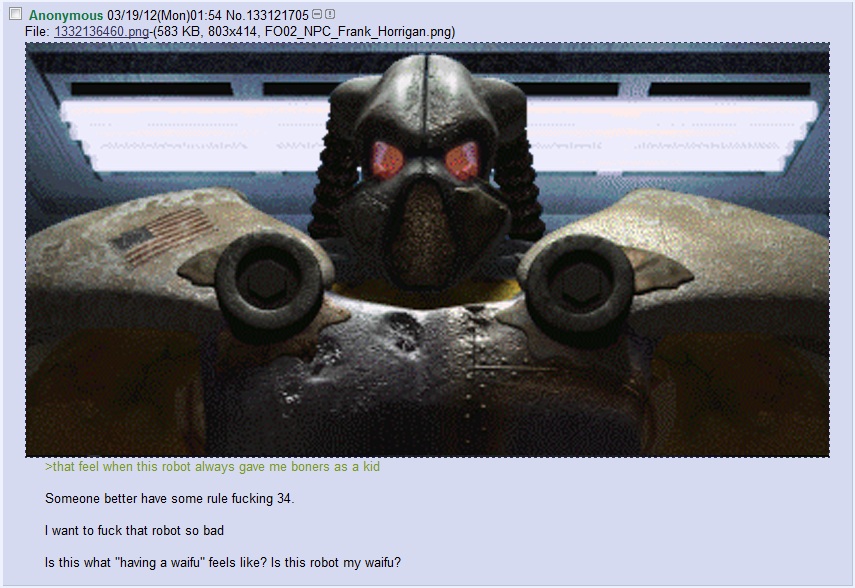 Anonymous 03/19/12(Mon)01:54 No.133121705
File: 1332136460.png-(583 KB, 803x414, FO02_NPC_Frank_Horrigan.png)
>that feel when this robot always gave me boners as a kid
Someone better have some rule fucking 34.
I want to fuck that robot so bad
Is this what "having a waifu" feels like? Is this robot my waifu?